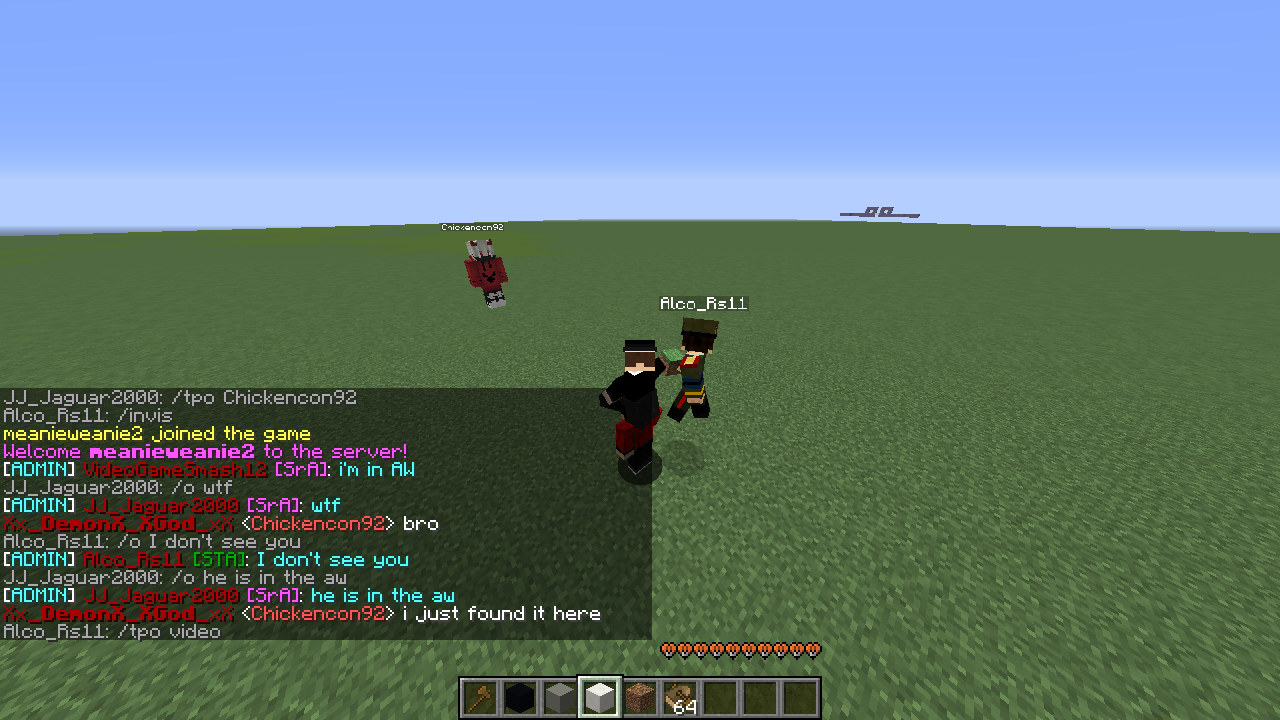 Chickencon92
Alco_Rs11
JJ_Jaguar2000: /tpo Chickencon92
Alco_Rs11: /invis
meanieweanie2 joined the game
Welcome meanieweanie2 to the server!
[ADMIN] VideoGameSmash12 [SrA]: i'm in AW
JJ_Jaguar2000: /o wtf
[ADMIN] JJ_Jaguar2000 [SrA]: wtf
Xx_DemonX_XGod_xX <Chickencon92> bro
Alco_Rs11: /o I don't see you
[ADMIN] Alco_Rs11 [STA]: I don't see you
JJ_Jaguar2000: /o he is in the aw
[ADMIN] JJ_Jaguar2000 [SrA]: he is in the aw
Xx_DemonX_XGod_xX <Chickencon92> i just found it here
Alco_Rs11: /tpo video
64